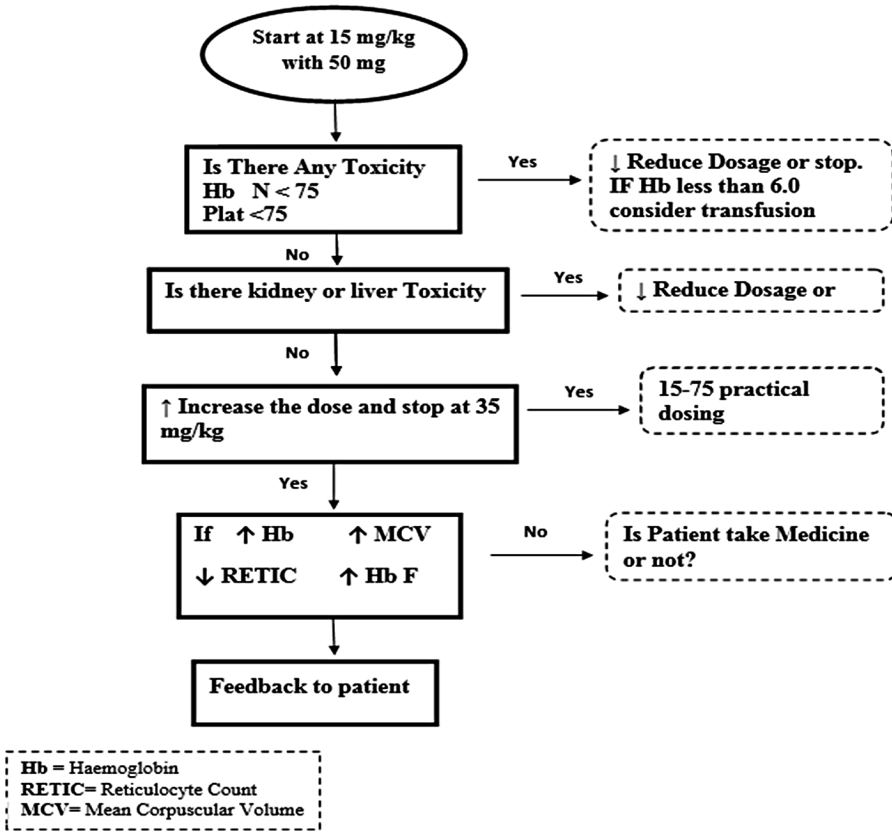 Start at 15 mg/kg
with 50 mg
Is There Any Toxicity
Hb N < 75
Plat <75
Yes
↓ Reduce Dosage or stop.
IF Hb less than 6.0
consider transfusion
No
Is there kidney or liver Toxicity
Yes
↓ Reduce Dosage or
No
↑ Increase the dose and stop at 35
mg/kg
Yes
15-75 practical
dosing
Yes
If ↑ Hb ↑ MCV
↓ RETIC ↑ Hb F
No
Is Patient take Medicine
or not?
Feedback to patient
Hb = Haemoglobin
RETIC= Reticulocyte Count
MCV= Mean Corpuscular Volume